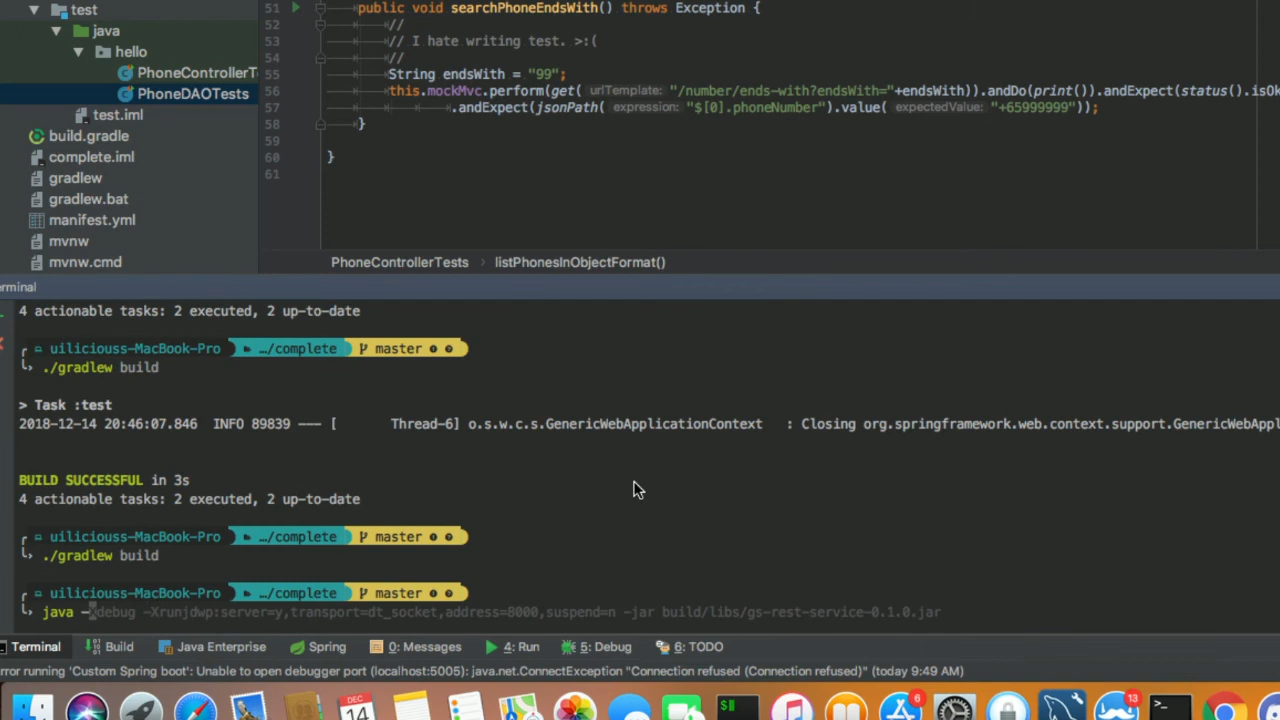 test
java
hello
PhoneControllerT
PhoneDAOTests
test.iml
build.gradle
complete.iml
gradlew
gradlew.bat
manifest.yml
mvnw
mvnw.cmd
51 public void searchPhoneEndsWith() throws Exception {
52 //
53 // I hate writing test. >:(
54 //
55 String endsWith = "99";
56 this.mockMvc.perform(get( urlTemplate: "/number/ends-with?endsWith="+endsWith)).andDo(print()).andExpect(status().isOk
57 .andExpect(jsonPath( expression: "$[0].phoneNumber").value( expectedValue: "+65999999"));
58 }
59
60 }
61
PhoneControllerTests › listPhonesInObjectFormat()
erminal
4 actionable tasks: 2 executed, 2 up-to-date
uiliciouss-MacBook-Pro …/complete master
./gradlew build
> Task :test
2018-12-14 20:46:07.846 INFO 89839 --- [ Thread-6] o.s.w.c.s.GenericWebApplicationContext : Closing org.springframework.web.context.support.GenericWebAppl
BUILD SUCCESSFUL in 3s
4 actionable tasks: 2 executed, 2 up-to-date
uiliciouss-MacBook-Pro …/complete master
./gradlew build
uiliciouss-MacBook-Pro …/complete master
java -debug -Xrunjdwp:server=y,transport=dt_socket,address=8000,suspend=n -jar build/libs/gs-rest-service-0.1.0.jar
Terminal Build Java Enterprise Spring 0: Messages 4: Run 5: Debug 6: TODO
rror running 'Custom Spring boot': Unable to open debugger port (localhost:5005): java.net.ConnectException "Connection refused (Connection refused)" (today 9:49 AM)
DEC
14
$
6
13
>_